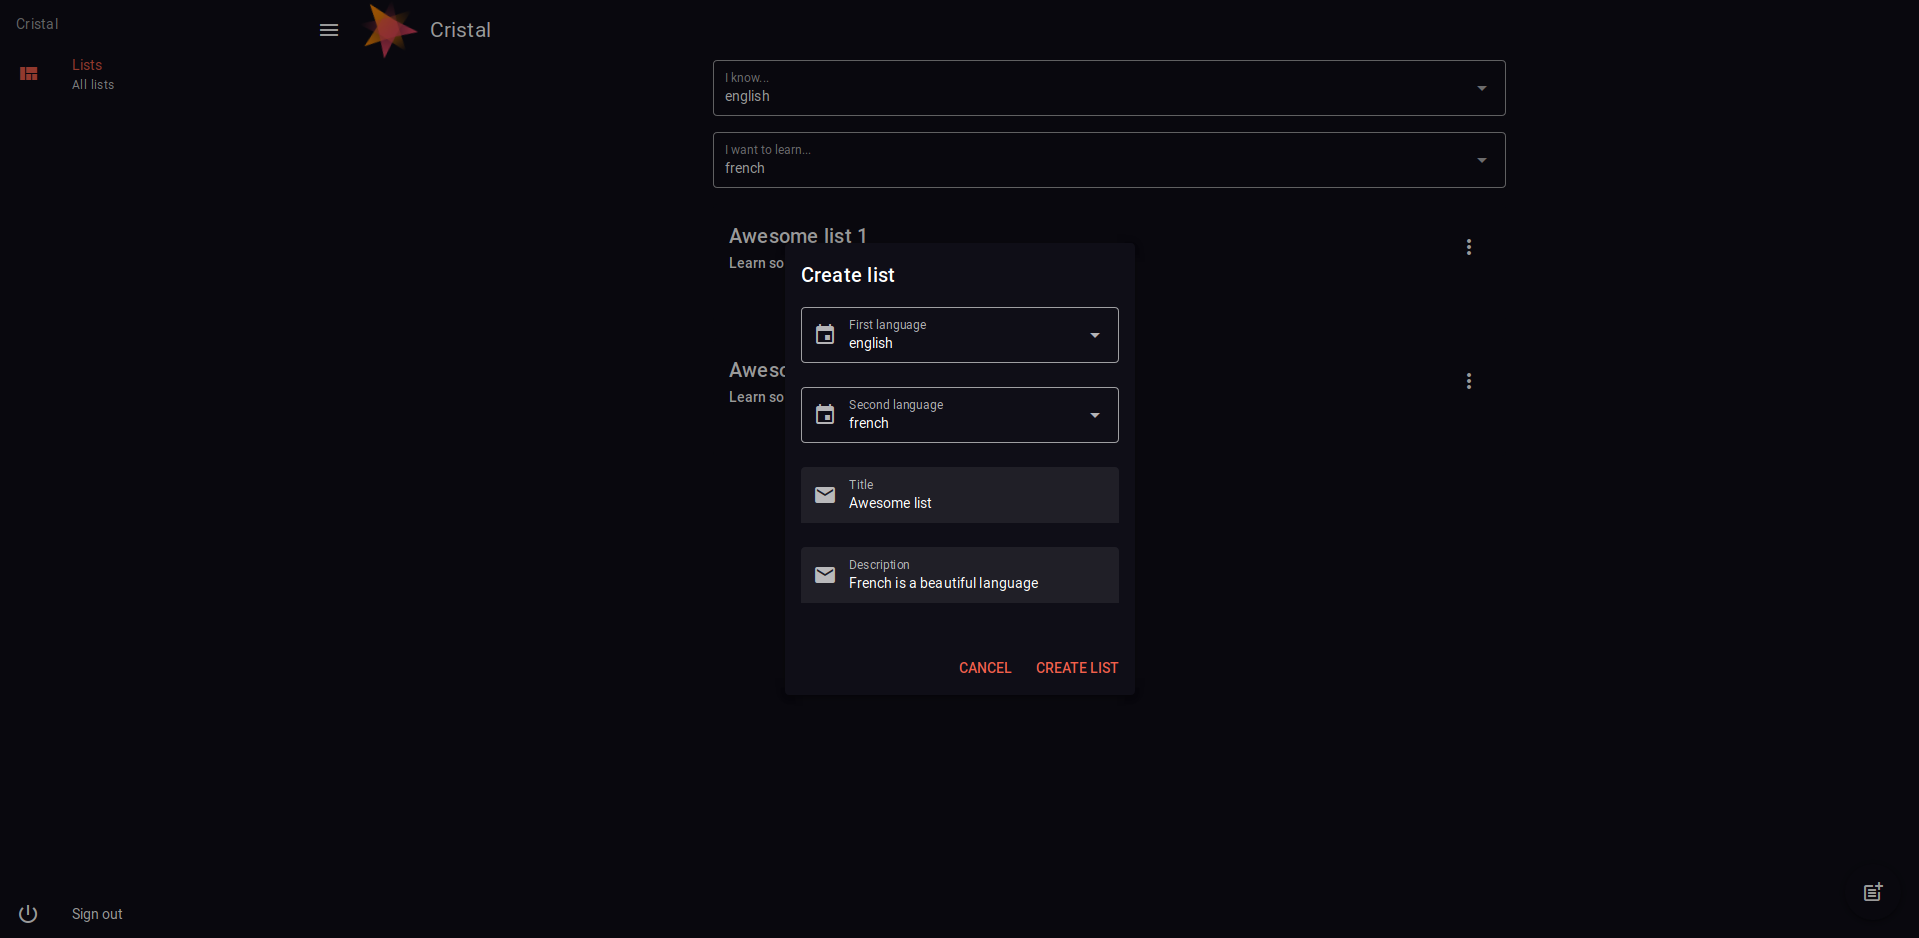 Cristal
Lists
All lists
Cristal
I know...
english
I want to learn...
french
Awesome list 1
Learn so
Aweso
Learn so
Create list
First language
english
Second language
french
Title
Awesome list
Description
French is a beautiful language
CANCEL
CREATE LIST
Sign out